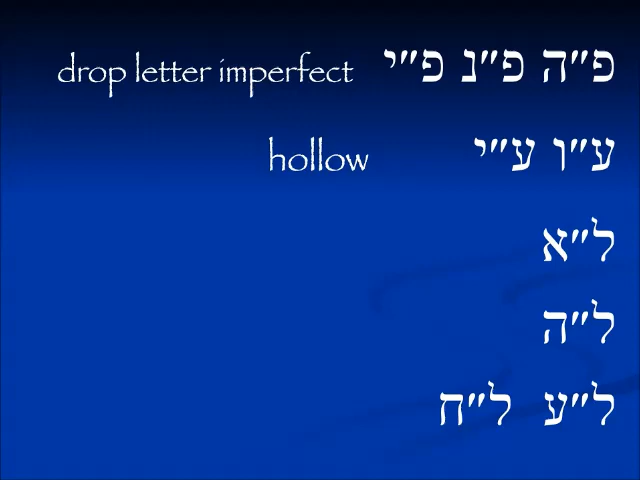 drop letter imperfect פ״ה פ״נ פ״י
hollow ע״ו ע״י
ל״א
ל״ה
ל״ע ל״ח